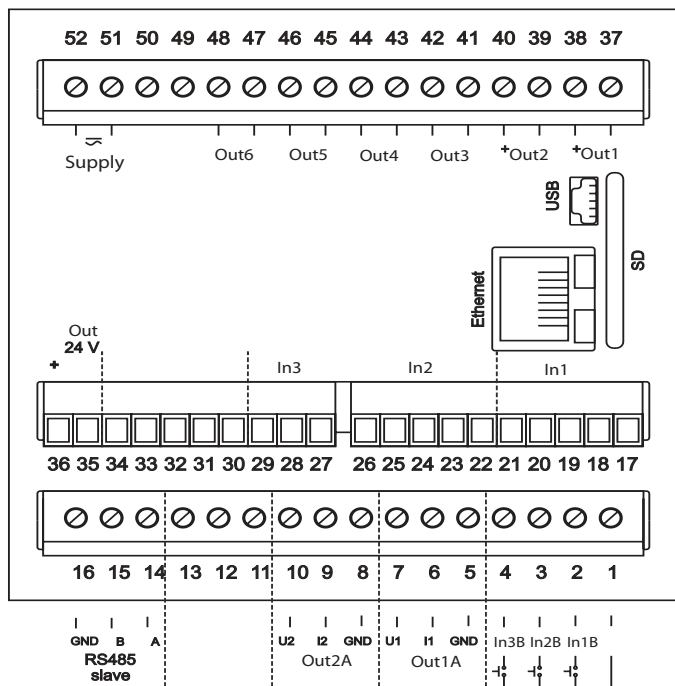 52 51 50 49 48 47 46 45 44 43 42 41 40 39 38 37
Supply Out6 Out5 Out4 Out3 +Out2 +Out1
USB
SD
Ethernet
Out
24 V
+
In3 In2 In1
36 35 34 33 32 31 30 29 28 27 26 25 24 23 22 21 20 19 18 17
16 15 14 13 12 11 10 9 8 7 6 5 4 3 2 1
GND B A U2 I2 GND U1 I1 GND In3B In2B In1B
RS485 Out2A Out1A
slave